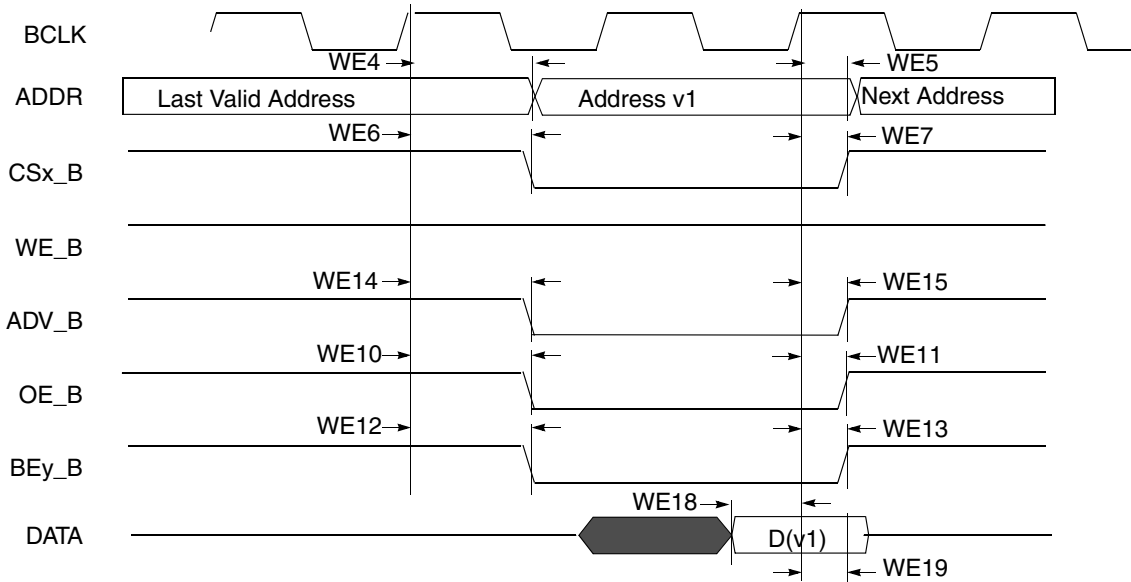 BCLK
WE4
WE5
ADDR
Last Valid Address
Address v1
Next Address
WE6
WE7
CSx_B
WE_B
WE14
WE15
ADV_B
WE10
WE11
OE_B
WE12
WE13
BEy_B
WE18
DATA
D(v1)
WE19